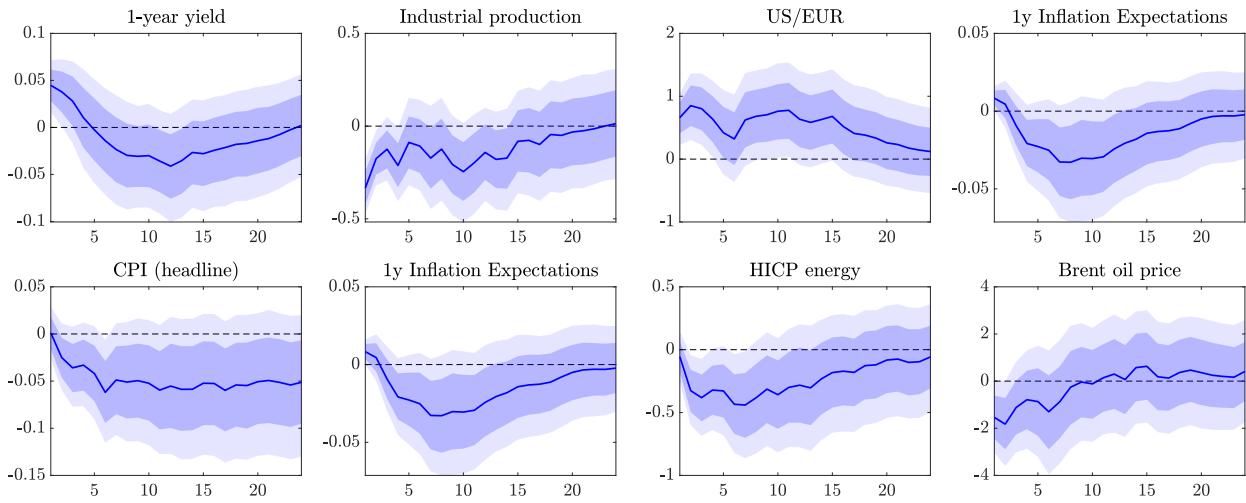 1-year yield
0.1
0.05
0
-0.05
-0.1
5 10 15 20
Industrial production
0.5
0
-0.5
5 10 15 20
US/EUR
2
1
0
-1
5 10 15 20
1y Inflation Expectations
0.05
0
-0.05
5 10 15 20
CPI (headline)
0.05
0
-0.05
-0.10
-0.15
5 10 15 20
1y Inflation Expectations
0.05
0
-0.05
5 10 15 20
HICP energy
0.5
0
-0.5
-1
5 10 15 20
Brent oil price
4
2
0
-2
-4
5 10 15 20